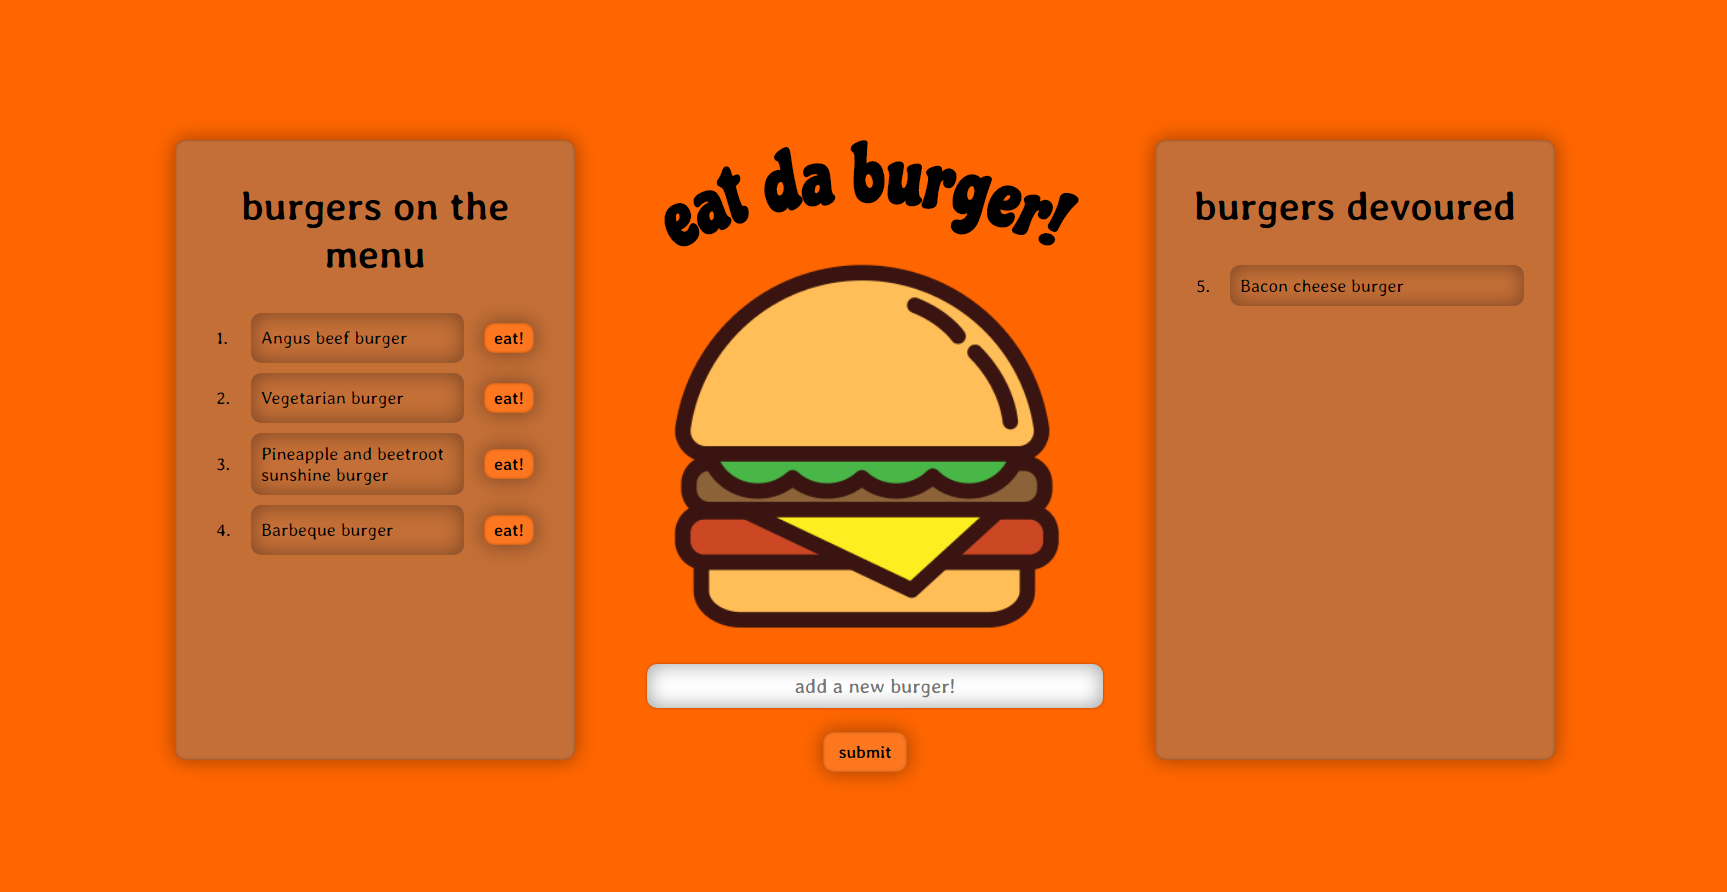 burgers on the
menu
1. Angus beef burger eat!
2. Vegetarian burger eat!
3. Pineapple and beetroot
sunshine burger eat!
4. Barbeque burger eat!
eat da burger!
add a new burger!
submit
burgers devoured
5. Bacon cheese burger